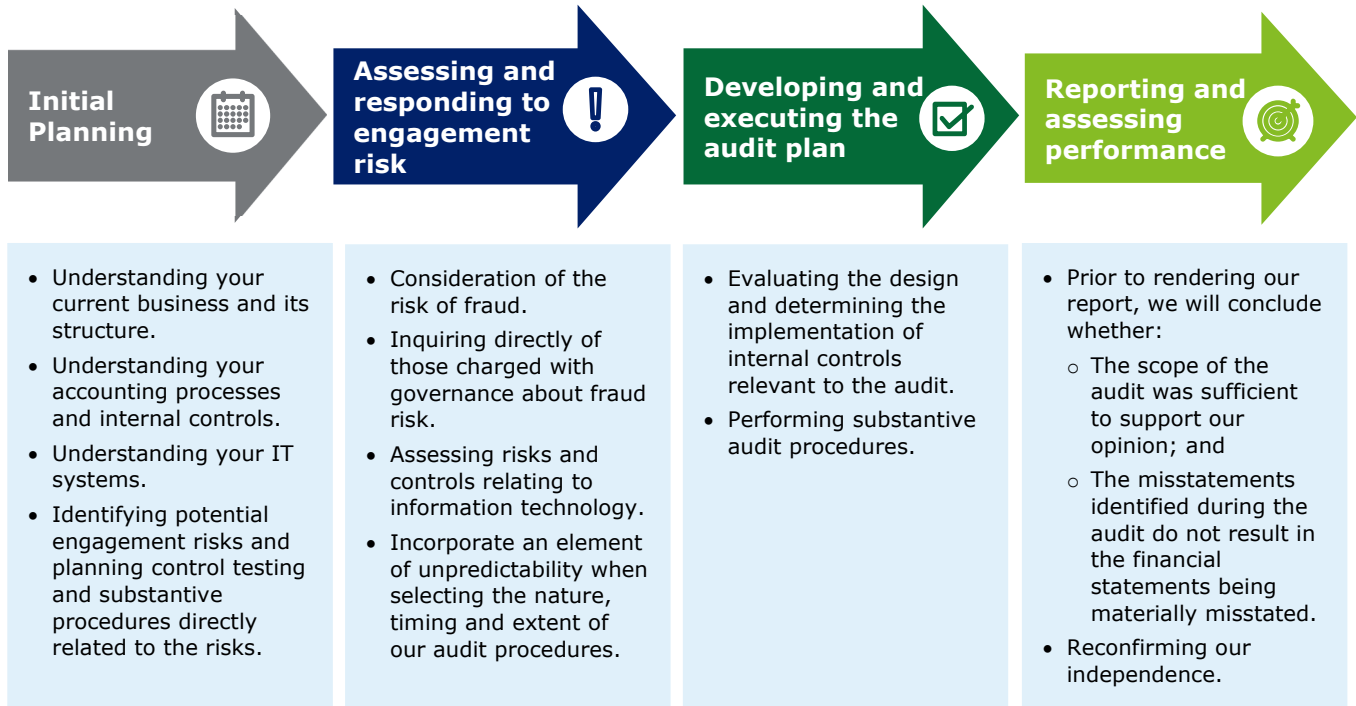 Initial
Planning
Assessing and
responding to
engagement
risk
Developing and
executing the
audit plan
Reporting and
assessing
performance
• Understanding your
current business and its
structure.
• Understanding your
accounting processes
and internal controls.
• Understanding your IT
systems.
• Identifying potential
engagement risks and
planning control testing
and substantive
procedures directly
related to the risks.
• Consideration of the
risk of fraud.
• Inquiring directly of
those charged with
governance about fraud
risk.
• Assessing risks and
controls relating to
information technology.
• Incorporate an element
of unpredictability when
selecting the nature,
timing and extent of
our audit procedures.
• Evaluating the design
and determining the
implementation of
internal controls
relevant to the audit.
• Performing substantive
audit procedures.
• Prior to rendering our
report, we will conclude
whether:
o The scope of the
audit was sufficient
to support our
opinion; and
o The misstatements
identified during the
audit do not result in
the financial
statements being
materially misstated.
• Reconfirming our
independence.